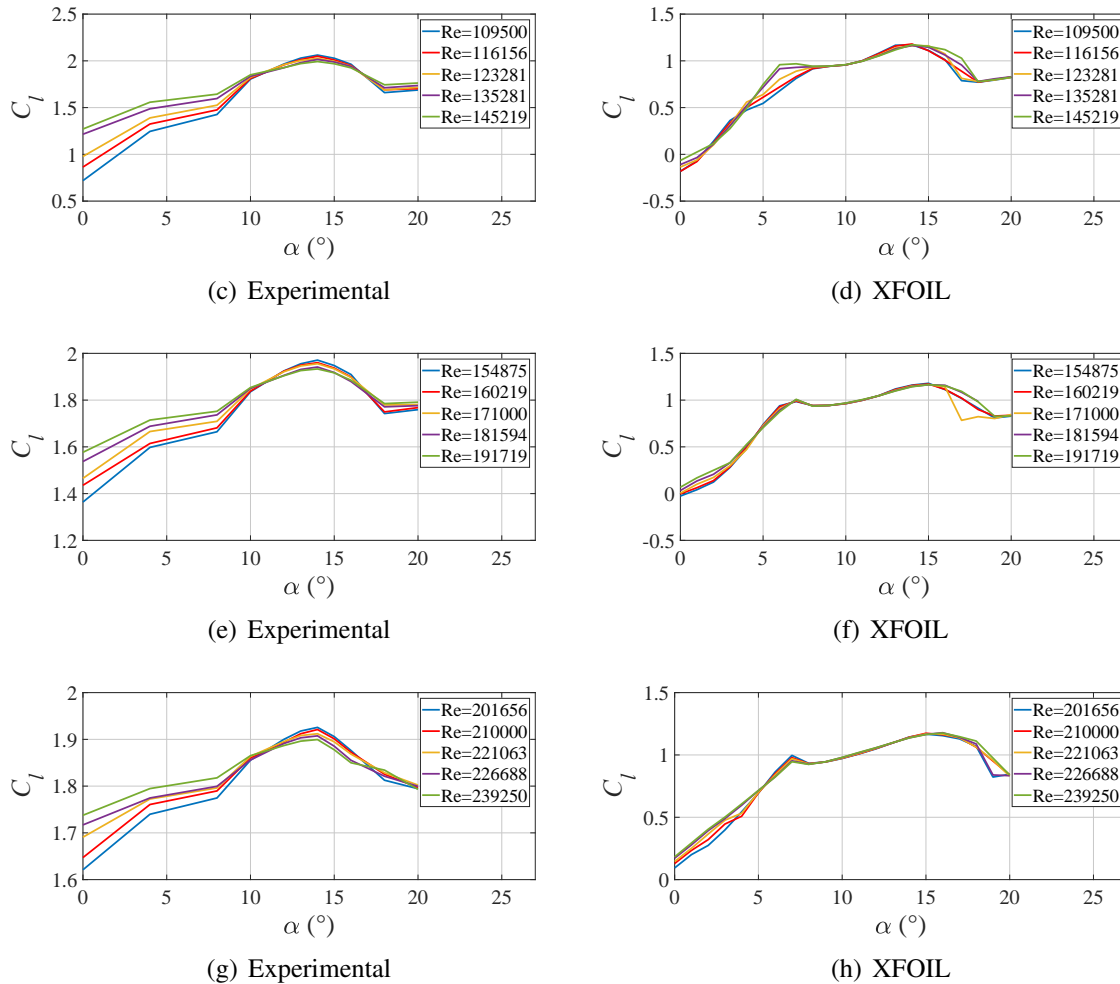 2.5
2
1.5
1
0.5
C_l
0 5 10 15 20 25
α (°)
Re=109500
Re=116156
Re=123281
Re=135281
Re=145219
(c) Experimental
1.5
1
0.5
0
-0.5
C_l
0 5 10 15 20 25
α (°)
Re=109500
Re=116156
Re=123281
Re=135281
Re=145219
(d) XFOIL
2
1.8
1.6
1.4
1.2
C_l
0 5 10 15 20 25
α (°)
Re=154875
Re=160219
Re=171000
Re=181594
Re=191719
(e) Experimental
1.5
1
0.5
0
-0.5
C_l
0 5 10 15 20 25
α (°)
Re=154875
Re=160219
Re=171000
Re=181594
Re=191719
(f) XFOIL
2
1.9
1.8
1.7
1.6
C_l
0 5 10 15 20 25
α (°)
Re=201656
Re=210000
Re=221063
Re=226688
Re=239250
(g) Experimental
1.5
1
0.5
0
C_l
0 5 10 15 20 25
α (°)
Re=201656
Re=210000
Re=221063
Re=226688
Re=239250
(h) XFOIL